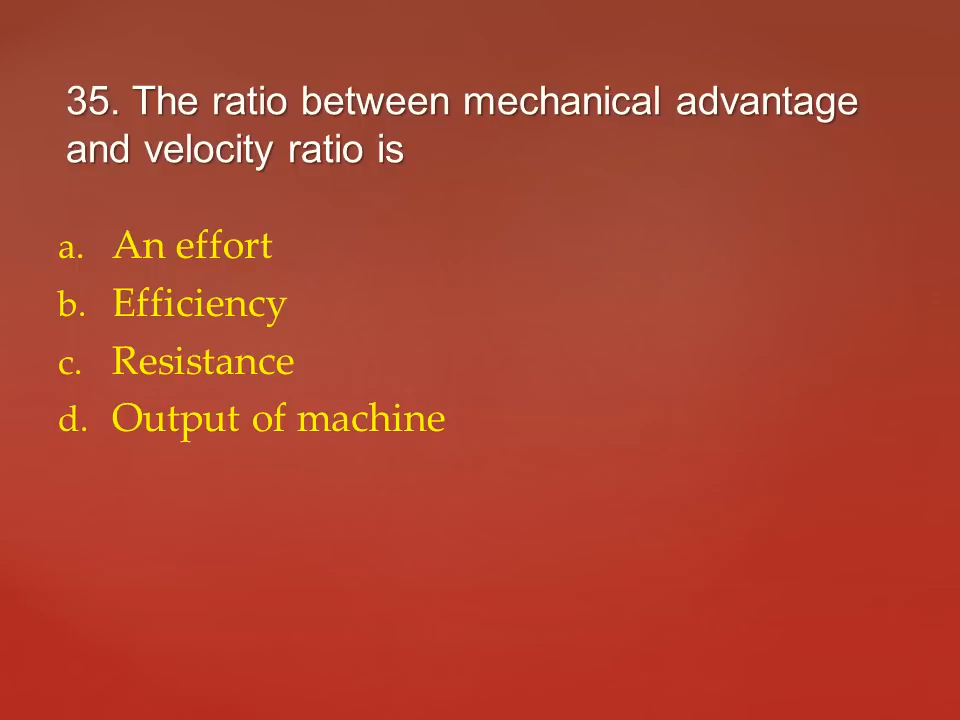 35. The ratio between mechanical advantage
and velocity ratio is
a. An effort
b. Efficiency
c. Resistance
d. Output of machine